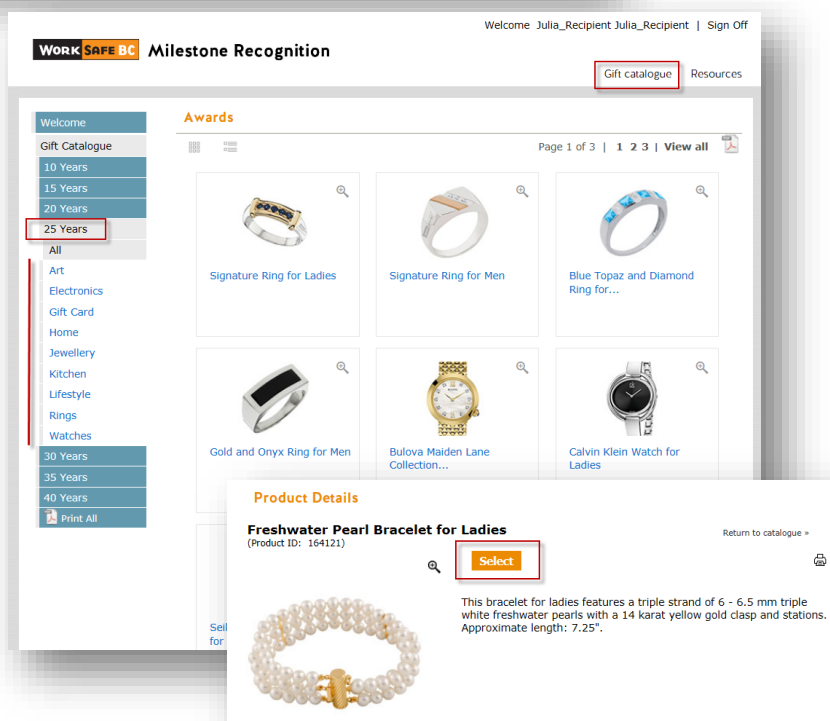 Welcome Julia_Recipient Julia_Recipient | Sign Off
WORK SAFE BC Milestone Recognition
Gift catalogue Resources
Welcome
Gift Catalogue
10 Years
15 Years
20 Years
25 Years
All
Art
Electronics
Gift Card
Home
Jewellery
Kitchen
Lifestyle
Rings
Watches
30 Years
35 Years
40 Years
Print All
Awards
Page 1 of 3 | 1 2 3 | View all
Signature Ring for Ladies
Signature Ring for Men
Blue Topaz and Diamond
Ring for...
Gold and Onyx Ring for Men
Bulova Maiden Lane
Collection...
Calvin Klein Watch for
Ladies
for
Product Details
Freshwater Pearl Bracelet for Ladies
(Product ID: 164121)
Return to catalogue »
Select
This bracelet for ladies features a triple strand of 6 - 6.5 mm triple
white freshwater pearls with a 14 karat yellow gold clasp and stations.
Approximate length: 7.25".